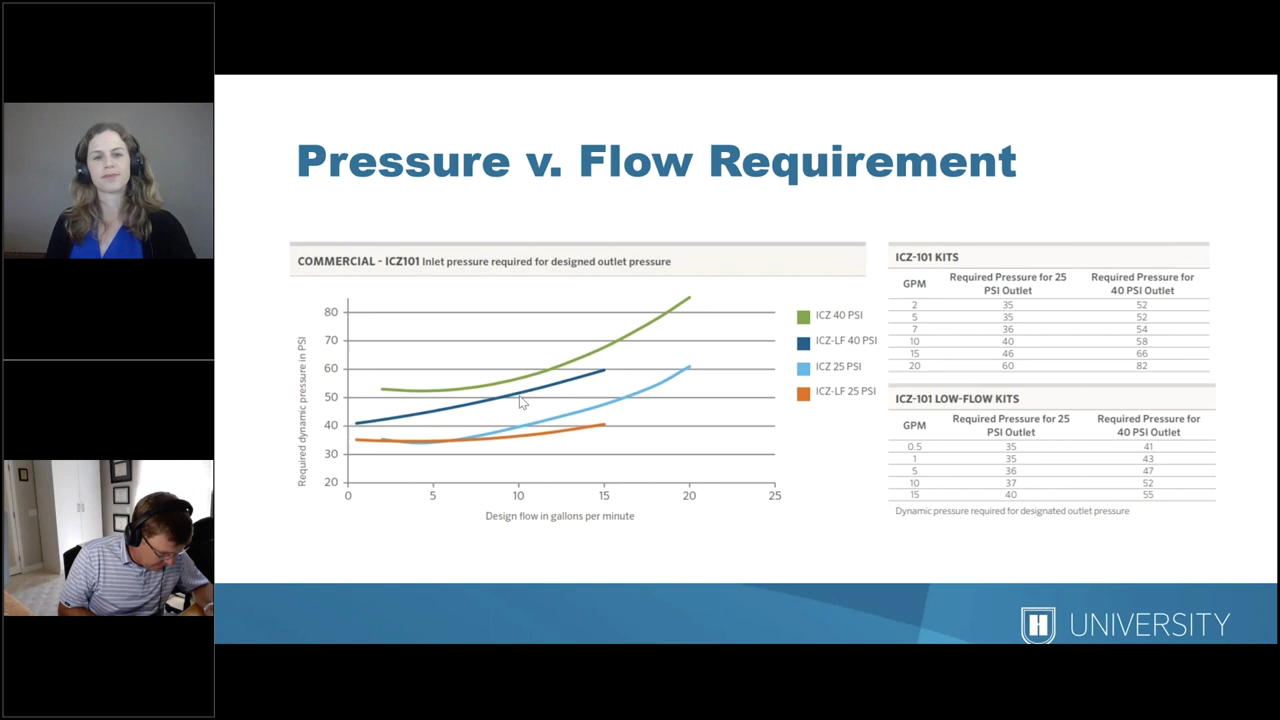 Pressure v. Flow Requirement
COMMERCIAL - ICZ101 Inlet pressure required for designed outlet pressure
Required dynamic pressure in PSI
80
70
60
50
40
30
20
0 5 10 15 20 25
Design flow in gallons per minute
ICZ 40 PSI
ICZ-LF 40 PSI
ICZ 25 PSI
ICZ-LF 25 PSI
ICZ-101 KITS
GPM Required Pressure for 25 PSI Outlet Required Pressure for 40 PSI Outlet
2 35 52
5 35 52
7 36 54
10 40 58
15 46 66
20 60 82
ICZ-101 LOW-FLOW KITS
GPM Required Pressure for 25 PSI Outlet Required Pressure for 40 PSI Outlet
0.5 35 41
1 35 43
5 36 47
10 37 52
15 40 55
Dynamic pressure required for designated outlet pressure
H UNIVERSITY